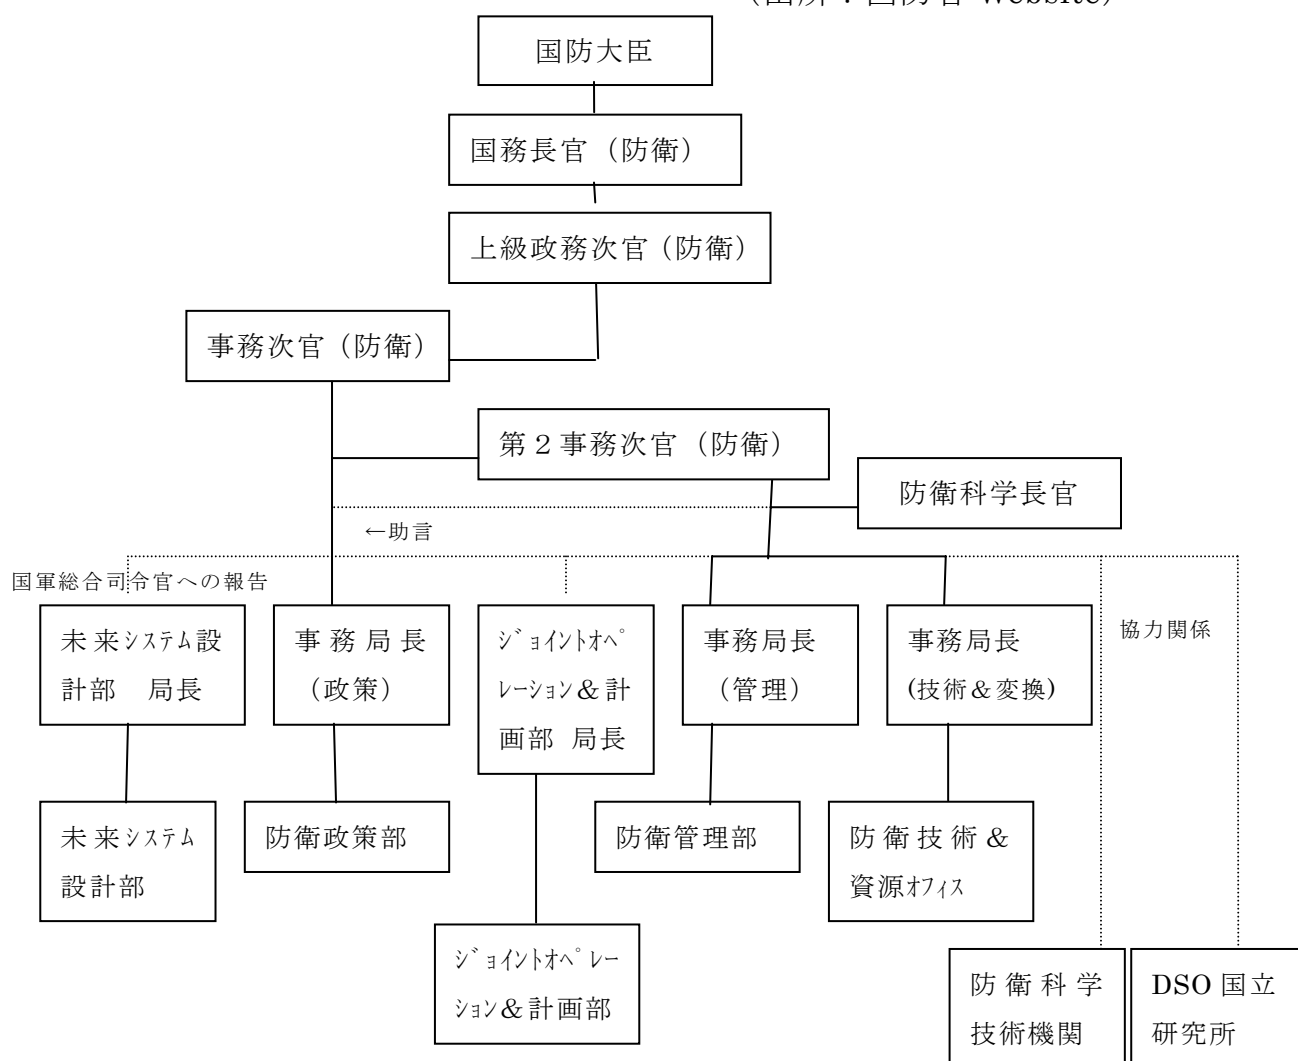 （出所：国防省 Website）
国防大臣
国務長官（防衛）
上級政務次官（防衛）
事務次官（防衛）
第２事務次官（防衛）
防衛科学長官
←助言
国軍総合司令官への報告
未来ｼｽﾃﾑ設
計部　局長
事務局長
（政策）
ｼﾞｮｲﾝﾄｵﾍﾟ
ﾚｰｼｮﾝ＆計
画部 局長
事務局長
（管理）
事務局長
(技術＆変換)
協力関係
未来ｼｽﾃﾑ
設計部
防衛政策部
防衛管理部
防衛技術＆
資源ｵﾌｨｽ
ｼﾞｮｲﾝﾄｵﾍﾟﾚｰ
ｼｮﾝ＆計画部
防衛科学
技術機関
DSO 国立
研究所